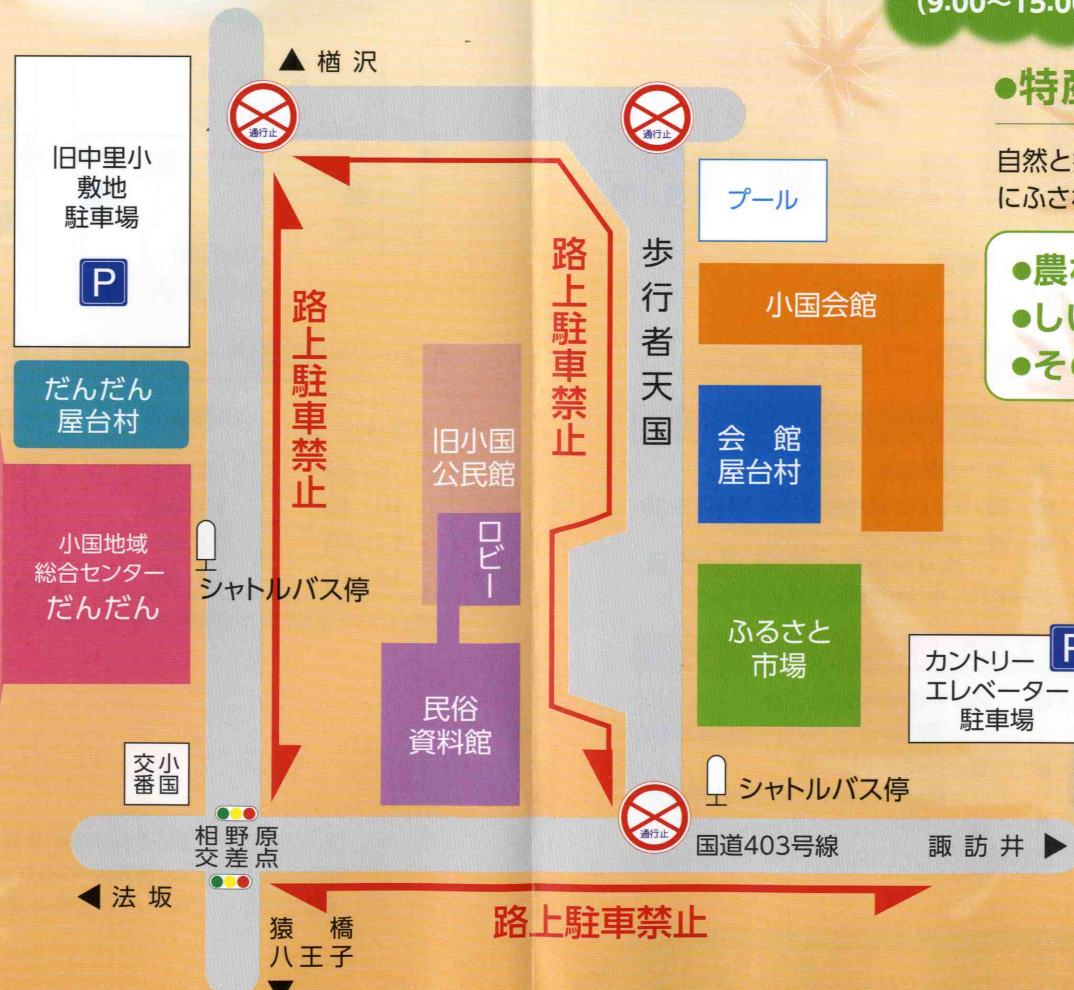 (9:00〜15:00
▲ 楢沢
●特産
通行止
通行止
旧中里小
敷地
駐車場
P
自然と
にふさ
プール
歩行者天国
路上駐車禁止
路上駐車禁止
●農
●しい
●その
小国会館
だんだん
屋台村
旧小国
公民館
会 館
屋台村
ロビー
小国地域
総合センター
だんだん
シャトルバス停
ふるさと
市場
P
カントリー
エレベーター
駐車場
民俗
資料館
小国
交番
シャトルバス停
相野原
交差点
通行止
国道403号線
諏訪井 ▶
◀ 法坂
猿 橋
八王子
▼
路上駐車禁止